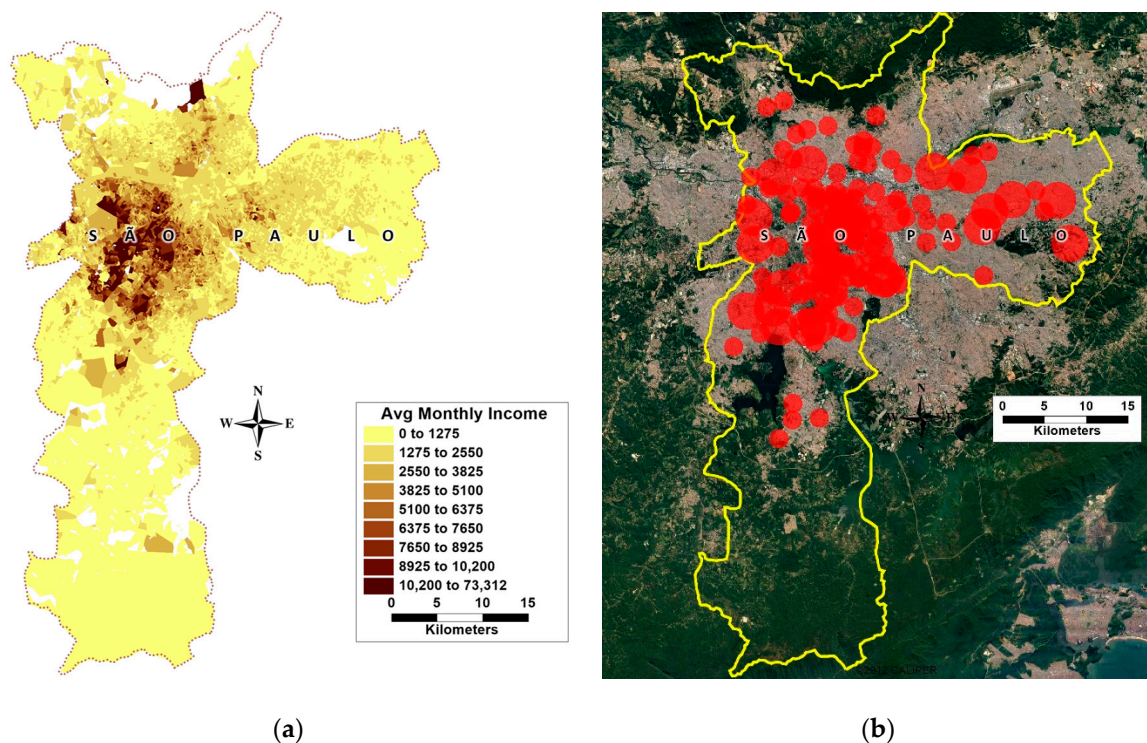 S Ã O P A U L O
N
W E
S
Avg Monthly Income
0 to 1275
1275 to 2550
2550 to 3825
3825 to 5100
5100 to 6375
6375 to 7650
7650 to 8925
8925 to 10,200
10,200 to 73,312
0 5 10 15
Kilometers
S Ã O P A U L O
0 5 10 15
Kilometers
(a)
(b)